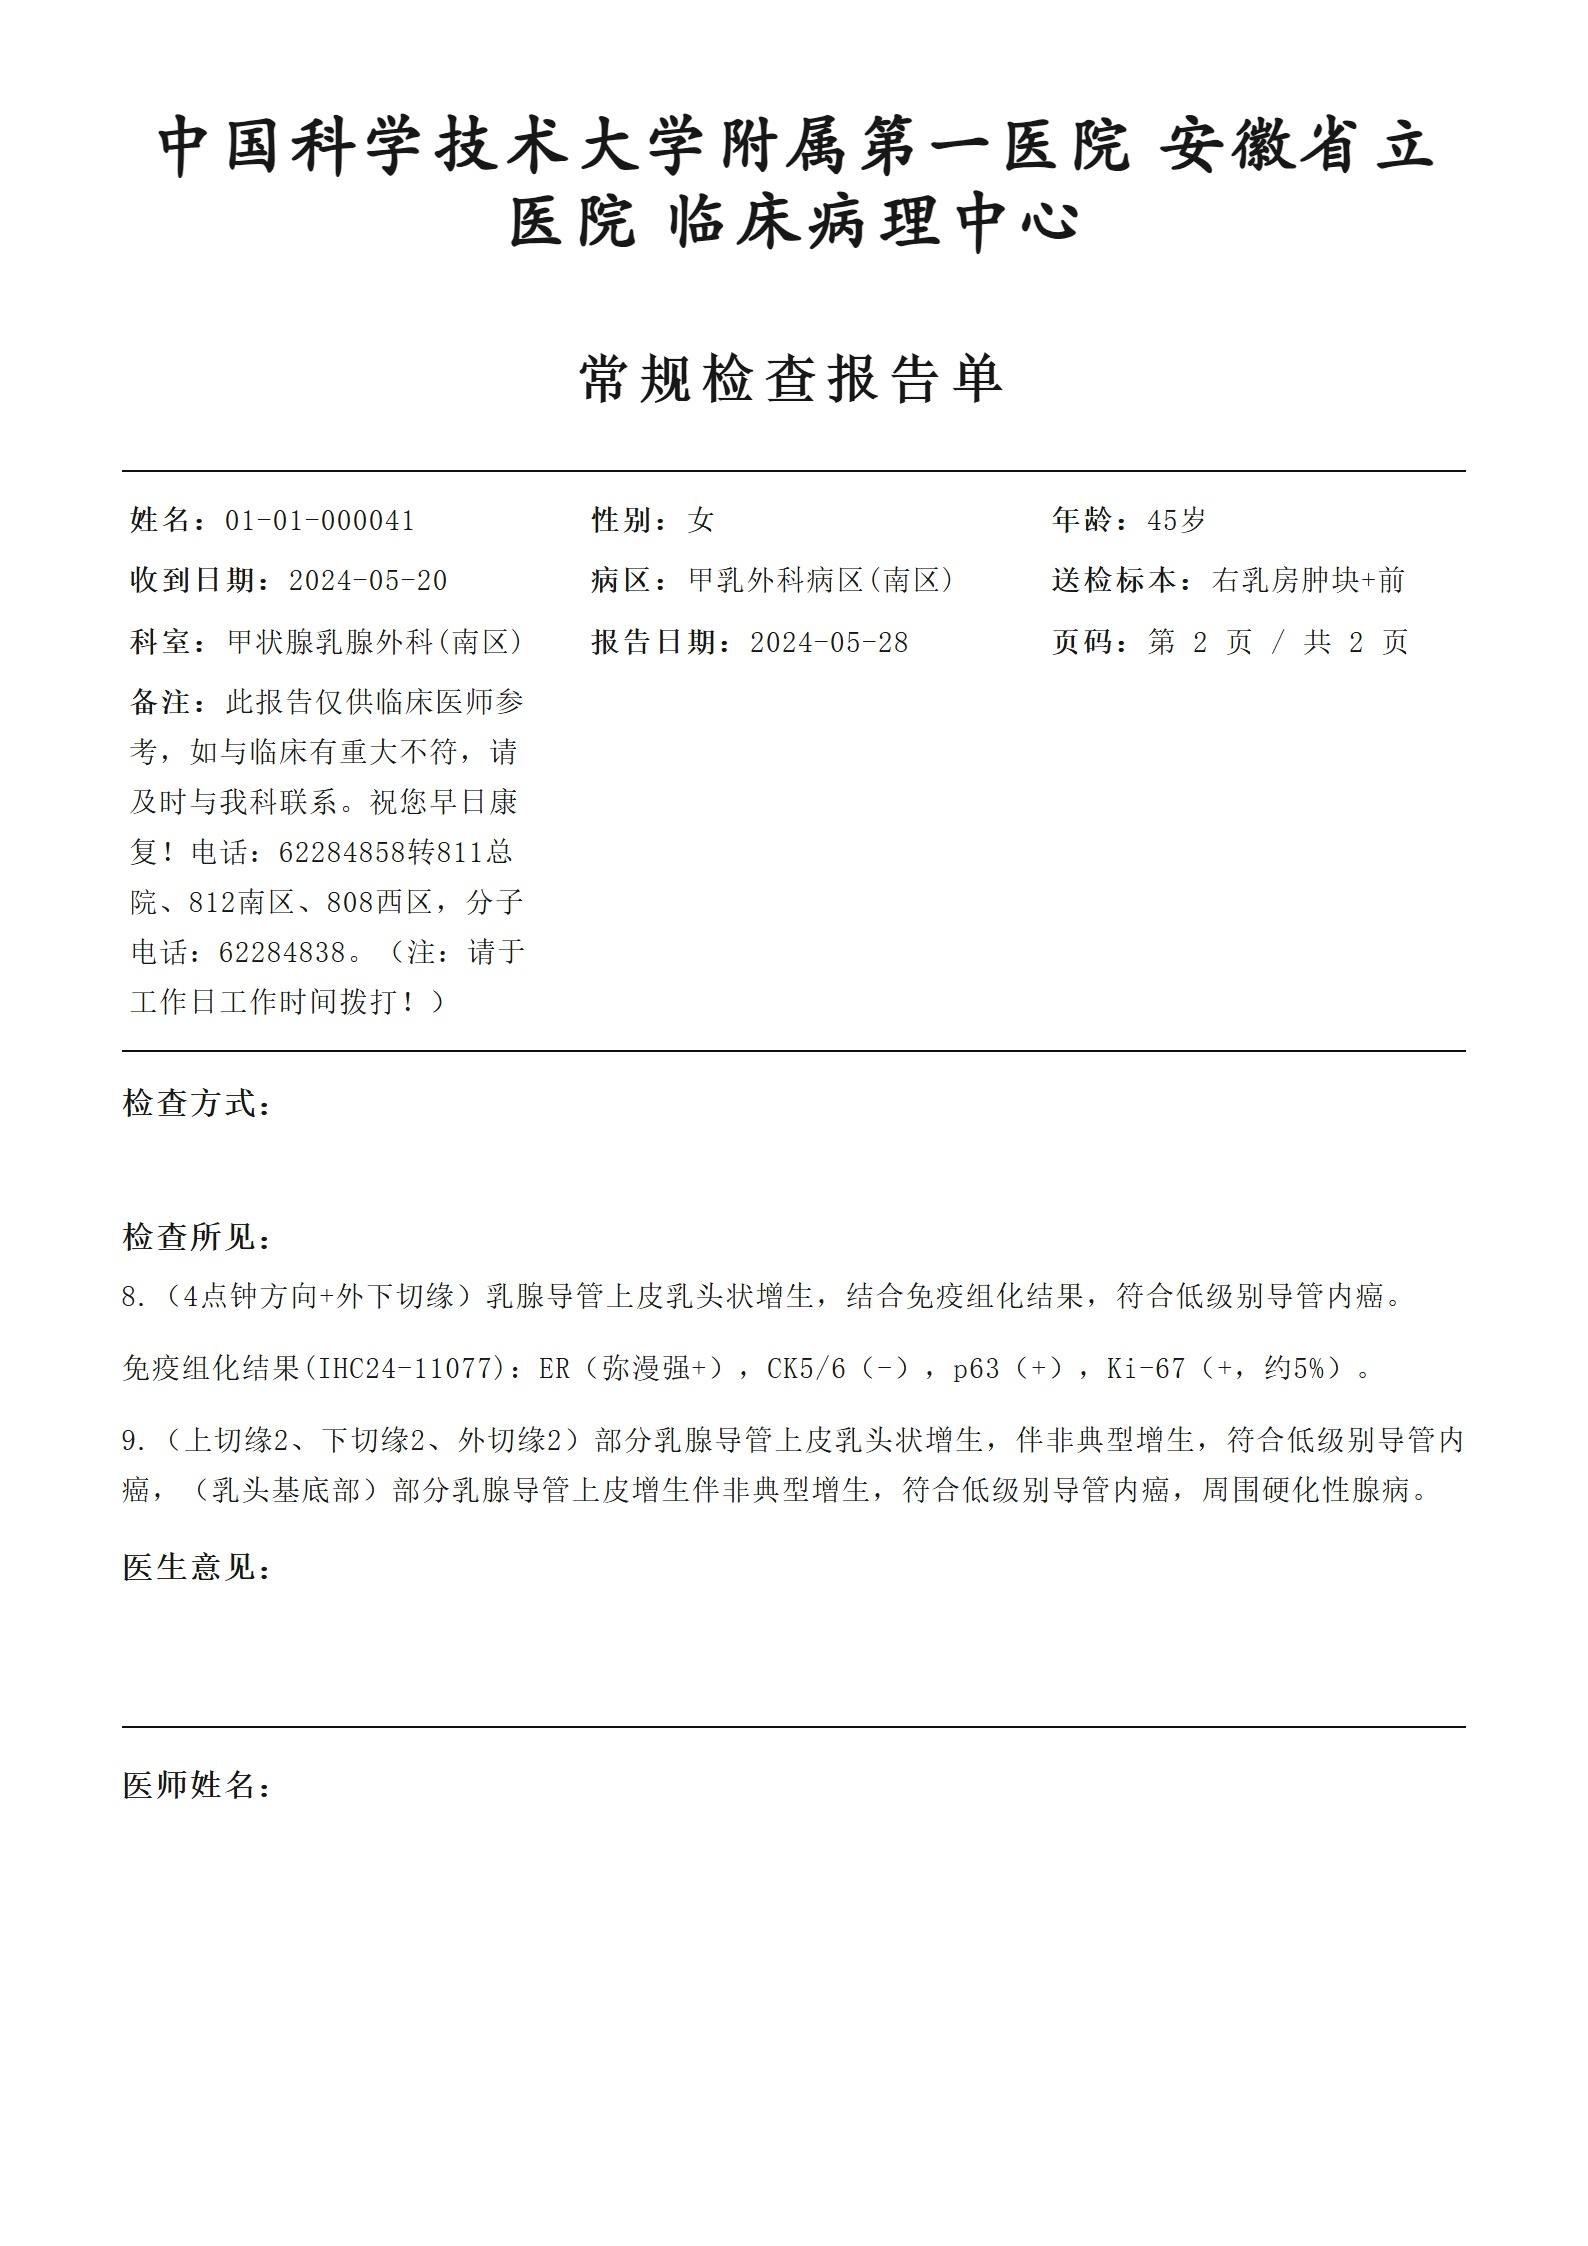 中国科学技术大学附属第一医院 安徽省立
医院 临床病理中心
常规检查报告单
姓名：01-01-000041 性别：女 年龄：45岁
收到日期：2024-05-20 病区：甲乳外科病区(南区) 送检标本：右乳房肿块+前
科室：甲状腺乳腺外科(南区) 报告日期：2024-05-28 页码：第 2 页 / 共 2 页
备注：此报告仅供临床医师参
考，如与临床有重大不符，请
及时与我科联系。祝您早日康
复！电话：62284858转811总
院、812南区、808西区，分子
电话：62284838。（注：请于
工作日工作时间拨打！）
检查方式：
检查所见：
8.（4点钟方向+外下切缘）乳腺导管上皮乳头状增生，结合免疫组化结果，符合低级别导管内癌。
免疫组化结果(IHC24-11077)：ER（弥漫强+），CK5/6（-），p63（+），Ki-67（+，约5%）。
9.（上切缘2、下切缘2、外切缘2）部分乳腺导管上皮乳头状增生，伴非典型增生，符合低级别导管内
癌，（乳头基底部）部分乳腺导管上皮增生伴非典型增生，符合低级别导管内癌，周围硬化性腺病。
医生意见：
医师姓名：